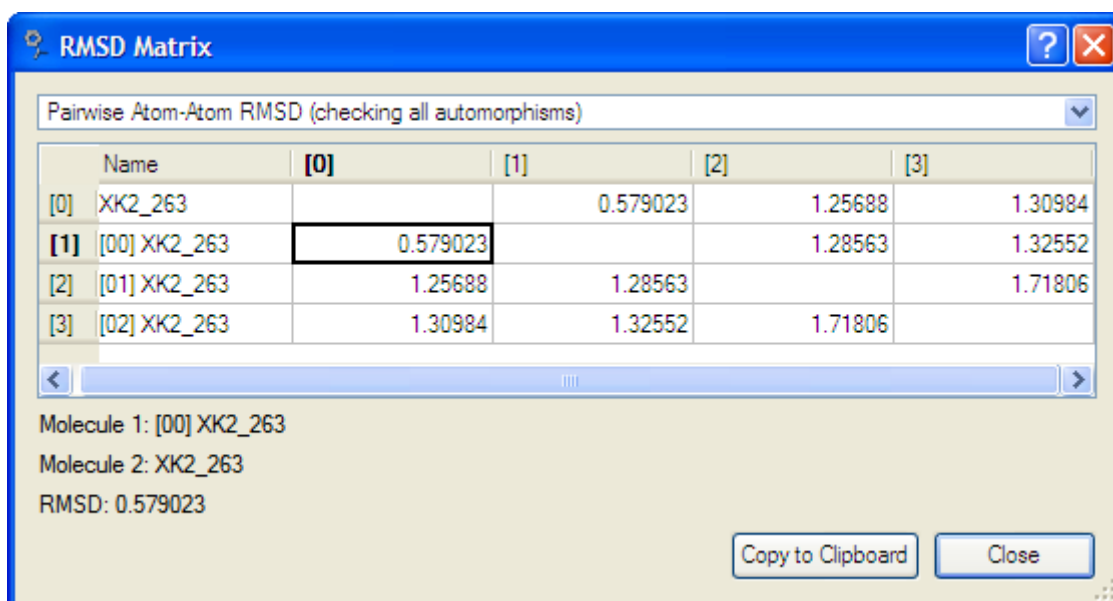 RMSD Matrix
Pairwise Atom-Atom RMSD (checking all automorphisms)
Name [0] [1] [2] [3]
[0] XK2_263 0.579023 1.25688 1.30984
[1] [00] XK2_263 0.579023 1.28563 1.32552
[2] [01] XK2_263 1.25688 1.28563 1.71806
[3] [02] XK2_263 1.30984 1.32552 1.71806
Molecule 1: [00] XK2_263
Molecule 2: XK2_263
RMSD: 0.579023
Copy to Clipboard Close